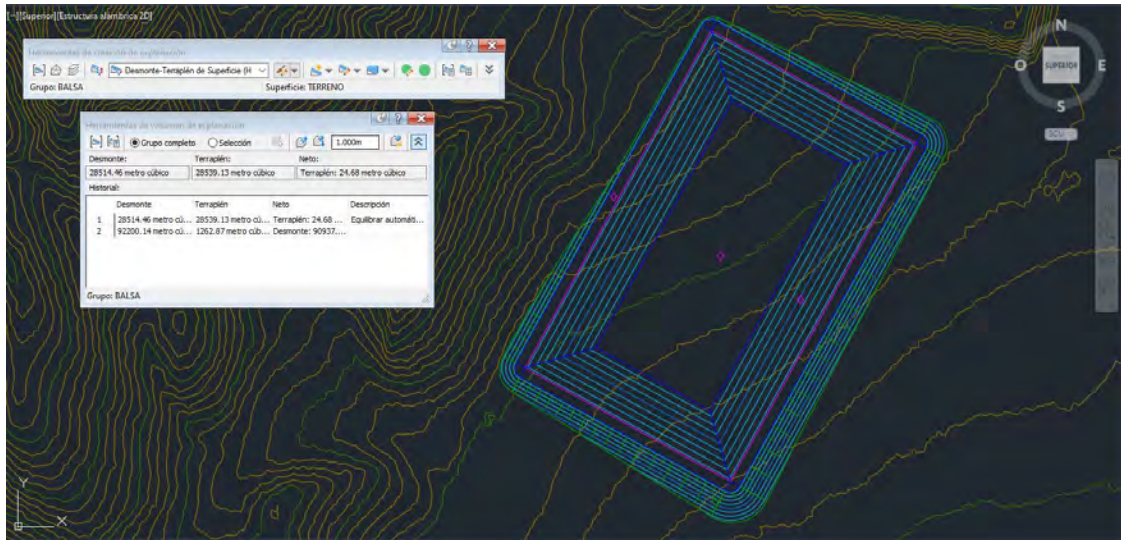 [-][Superior][Estructura alámbrica 2D]
Herramientas de creación de explanación
Desmonte-Terraplén de Superficie (H
Grupo: BALSA Superficie: TERRENO
Herramientas de volumen de explanación
Grupo completo Selección 1.000m
Desmonte: Terraplén: Neto:
28514.46 metro cúbico 28539.13 metro cúbico Terraplén: 24.68 metro cúbico
Historial:
Desmonte Terraplén Neto Descripción
1 28514.46 metro cú... 28539.13 metro cú... Terraplén: 24.68 ... Equilibrar automáti...
2 92200.14 metro cú... 1262.87 metro cúb... Desmonte: 90937....
Grupo: BALSA
N
O SUPERIOR E
S
SCU
Y
X